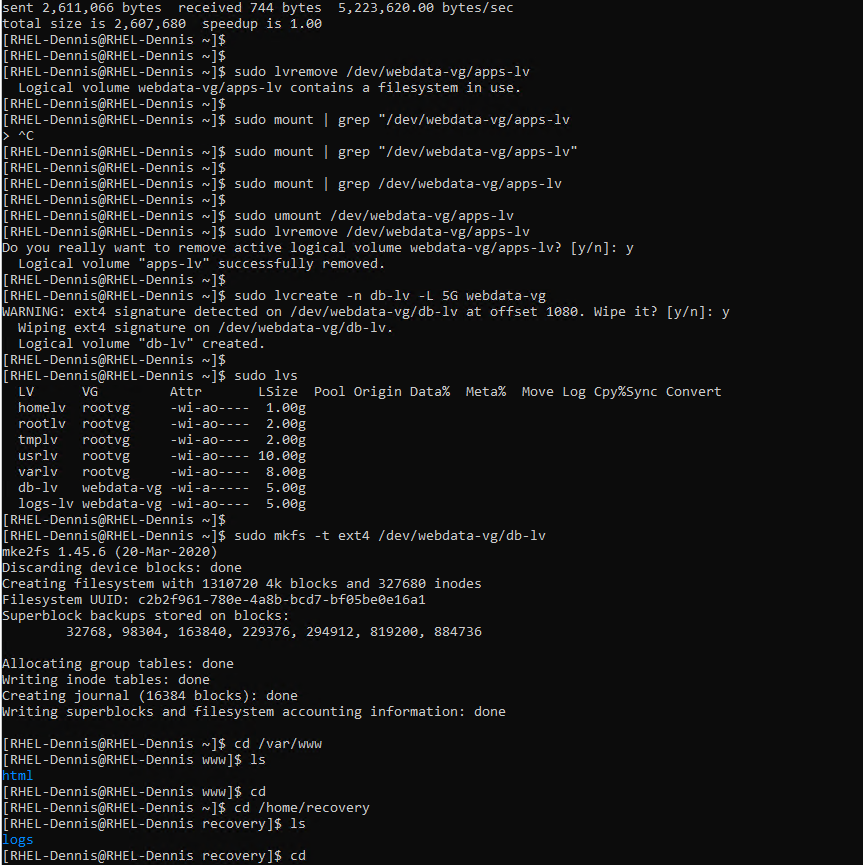 sent 2,611,066 bytes  received 744 bytes  5,223,620.00 bytes/sec
total size is 2,607,680  speedup is 1.00
[RHEL-Dennis@RHEL-Dennis ~]$
[RHEL-Dennis@RHEL-Dennis ~]$
[RHEL-Dennis@RHEL-Dennis ~]$ sudo lvremove /dev/webdata-vg/apps-lv
  Logical volume webdata-vg/apps-lv contains a filesystem in use.
[RHEL-Dennis@RHEL-Dennis ~]$
[RHEL-Dennis@RHEL-Dennis ~]$ sudo mount | grep "/dev/webdata-vg/apps-lv
> ^C
[RHEL-Dennis@RHEL-Dennis ~]$ sudo mount | grep "/dev/webdata-vg/apps-lv"
[RHEL-Dennis@RHEL-Dennis ~]$
[RHEL-Dennis@RHEL-Dennis ~]$ sudo mount | grep /dev/webdata-vg/apps-lv
[RHEL-Dennis@RHEL-Dennis ~]$
[RHEL-Dennis@RHEL-Dennis ~]$ sudo umount /dev/webdata-vg/apps-lv
[RHEL-Dennis@RHEL-Dennis ~]$ sudo lvremove /dev/webdata-vg/apps-lv
Do you really want to remove active logical volume webdata-vg/apps-lv? [y/n]: y
  Logical volume "apps-lv" successfully removed.
[RHEL-Dennis@RHEL-Dennis ~]$
[RHEL-Dennis@RHEL-Dennis ~]$ sudo lvcreate -n db-lv -L 5G webdata-vg
WARNING: ext4 signature detected on /dev/webdata-vg/db-lv at offset 1080. Wipe it? [y/n]: y
  Wiping ext4 signature on /dev/webdata-vg/db-lv.
  Logical volume "db-lv" created.
[RHEL-Dennis@RHEL-Dennis ~]$
[RHEL-Dennis@RHEL-Dennis ~]$ sudo lvs
  LV      VG         Attr       LSize  Pool Origin Data%  Meta%  Move Log Cpy%Sync Convert
  homelv  rootvg     -wi-ao----  1.00g
  rootlv  rootvg     -wi-ao----  2.00g
  tmplv   rootvg     -wi-ao----  2.00g
  usrlv   rootvg     -wi-ao---- 10.00g
  varlv   rootvg     -wi-ao----  8.00g
  db-lv   webdata-vg -wi-a-----  5.00g
  logs-lv webdata-vg -wi-ao----  5.00g
[RHEL-Dennis@RHEL-Dennis ~]$
[RHEL-Dennis@RHEL-Dennis ~]$ sudo mkfs -t ext4 /dev/webdata-vg/db-lv
mke2fs 1.45.6 (20-Mar-2020)
Discarding device blocks: done
Creating filesystem with 1310720 4k blocks and 327680 inodes
Filesystem UUID: c2b2f961-780e-4a8b-bcd7-bf05be0e16a1
Superblock backups stored on blocks:
        32768, 98304, 163840, 229376, 294912, 819200, 884736

Allocating group tables: done
Writing inode tables: done
Creating journal (16384 blocks): done
Writing superblocks and filesystem accounting information: done

[RHEL-Dennis@RHEL-Dennis ~]$ cd /var/www
[RHEL-Dennis@RHEL-Dennis www]$ ls
html
[RHEL-Dennis@RHEL-Dennis www]$ cd
[RHEL-Dennis@RHEL-Dennis ~]$ cd /home/recovery
[RHEL-Dennis@RHEL-Dennis recovery]$ ls
logs
[RHEL-Dennis@RHEL-Dennis recovery]$ cd